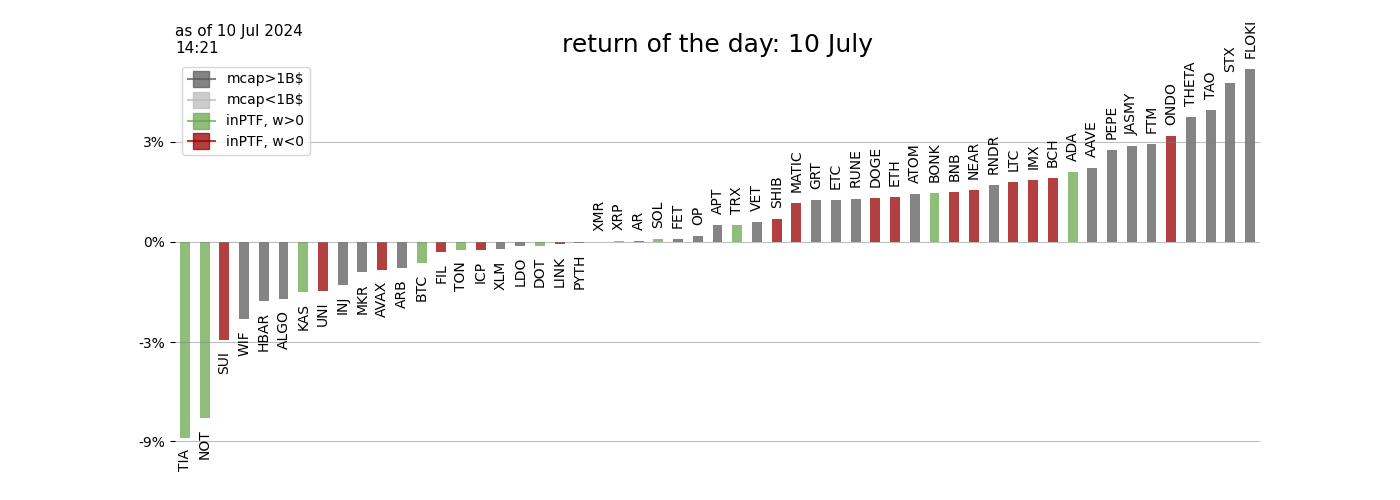 as of 10 Jul 2024
14:21
return of the day: 10 July
mcap>1B$
mcap<1B$
inPTF, w>0
inPTF, w<0
3%
0%
-3%
-9%
TIA
NOT
SUI
WIF
HBAR
ALGO
KAS
UNI
INJ
MKR
AVAX
ARB
BTC
FIL
TON
ICP
XLM
LDO
DOT
LINK
PYTH
XMR
XRP
AR
SOL
FET
OP
APT
TRX
VET
SHIB
MATIC
GRT
ETC
RUNE
DOGE
ETH
ATOM
BONK
BNB
NEAR
RNDR
LTC
IMX
BCH
ADA
AAVE
PEPE
JASMY
FTM
ONDO
THETA
TAO
STX
FLOKI